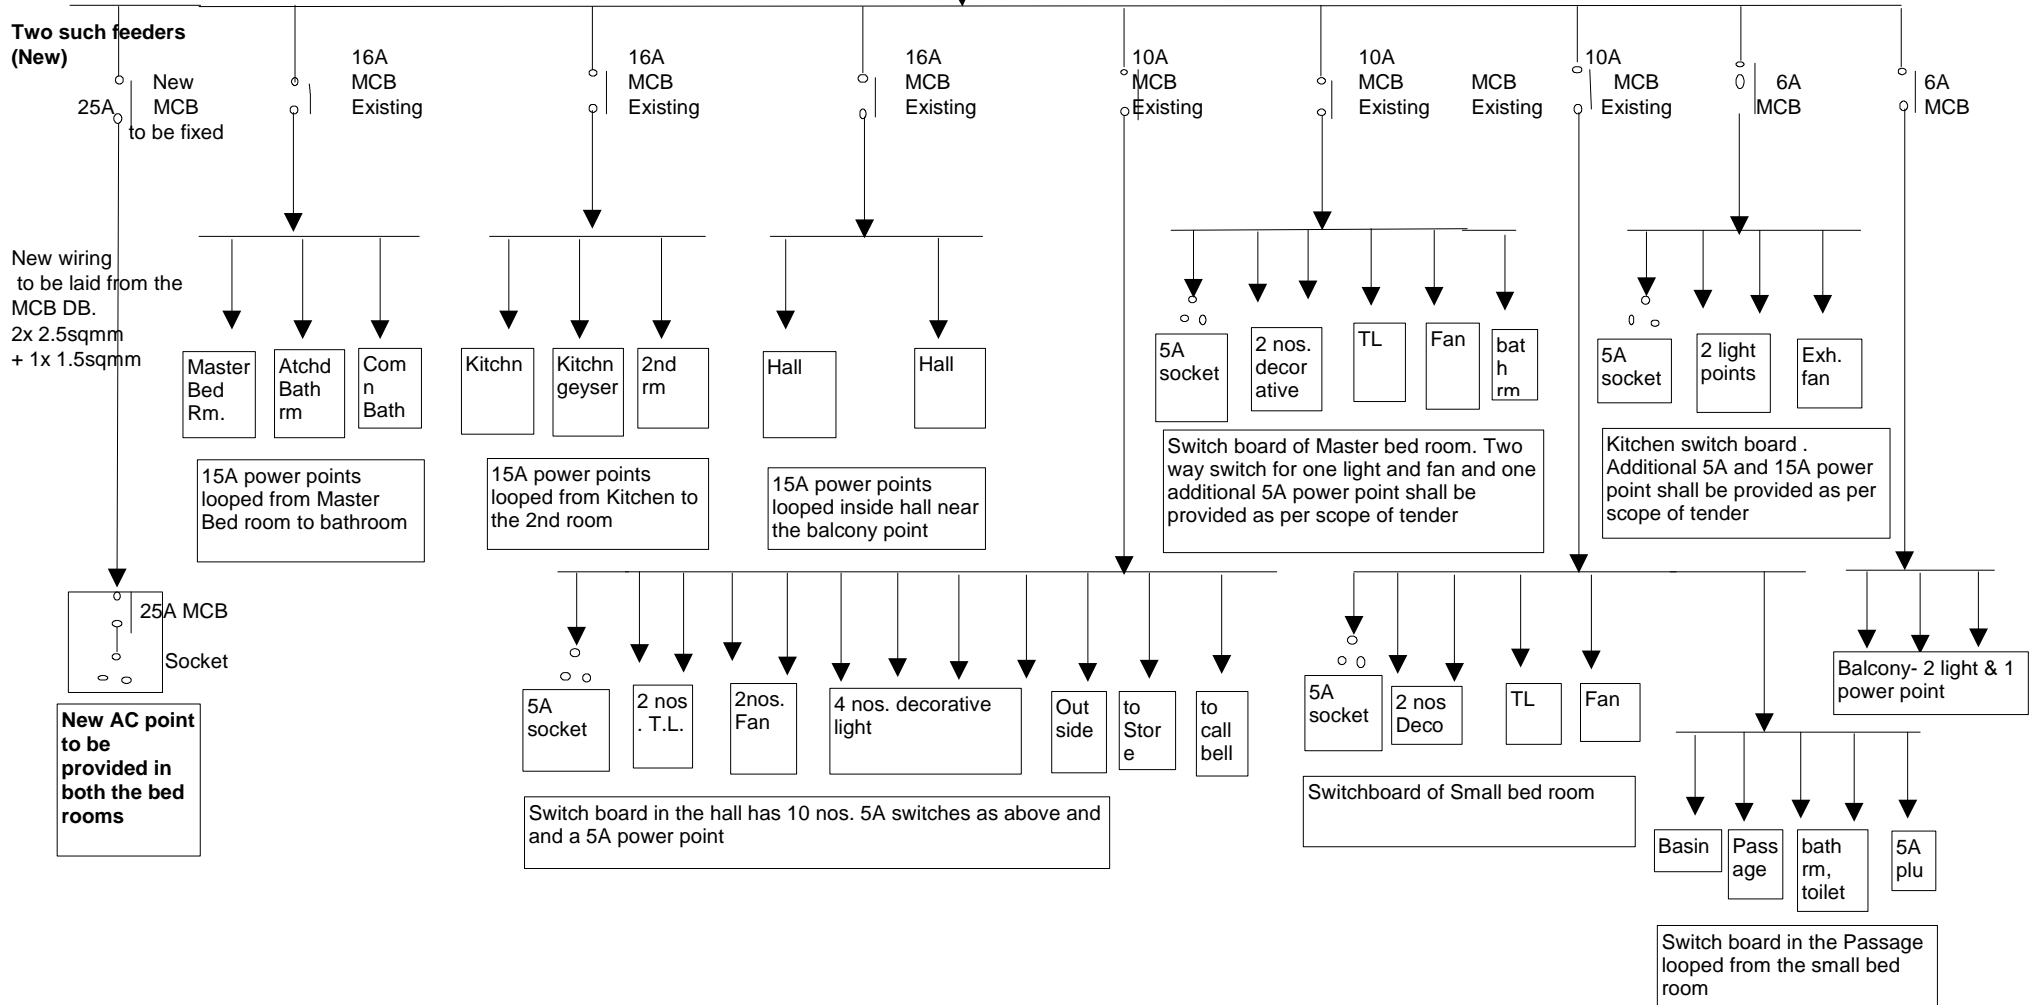 Two such feeders
(New)
25A
New
MCB
to be fixed
16A
MCB
Existing
16A
MCB
Existing
16A
MCB
Existing
10A
MCB
Existing
10A
MCB
Existing
MCB
Existing
10A
MCB
Existing
6A
MCB
6A
MCB
New wiring
to be laid from the
MCB DB.
2x 2.5sqmm
+ 1x 1.5sqmm
Master
Bed
Rm.
Atchd
Bath
rm
Com
n
Bath
Kitchn
Kitchn
geyser
2nd
rm
Hall
Hall
5A
socket
2 nos.
decor
ative
TL
Fan
bat
h
rm
5A
socket
2 light
points
Exh.
fan
15A power points
looped from Master
Bed room to bathroom
15A power points
looped from Kitchen to
the 2nd room
15A power points
looped inside hall near
the balcony point
Switch board of Master bed room. Two
way switch for one light and fan and one
additional 5A power point shall be
provided as per scope of tender
Kitchen switch board .
Additional 5A and 15A power
point shall be provided as per
scope of tender
25A MCB
Socket
New AC point
to be
provided in
both the bed
rooms
5A
socket
2 nos
. T.L.
2nos.
Fan
4 nos. decorative
light
Out
side
to
Stor
e
to
call
bell
Switch board in the hall has 10 nos. 5A switches as above and
and a 5A power point
5A
socket
2 nos
Deco
TL
Fan
Switchboard of Small bed room
Balcony- 2 light & 1
power point
Basin
Pass
age
bath
rm,
toilet
5A
plu
Switch board in the Passage
looped from the small bed
room